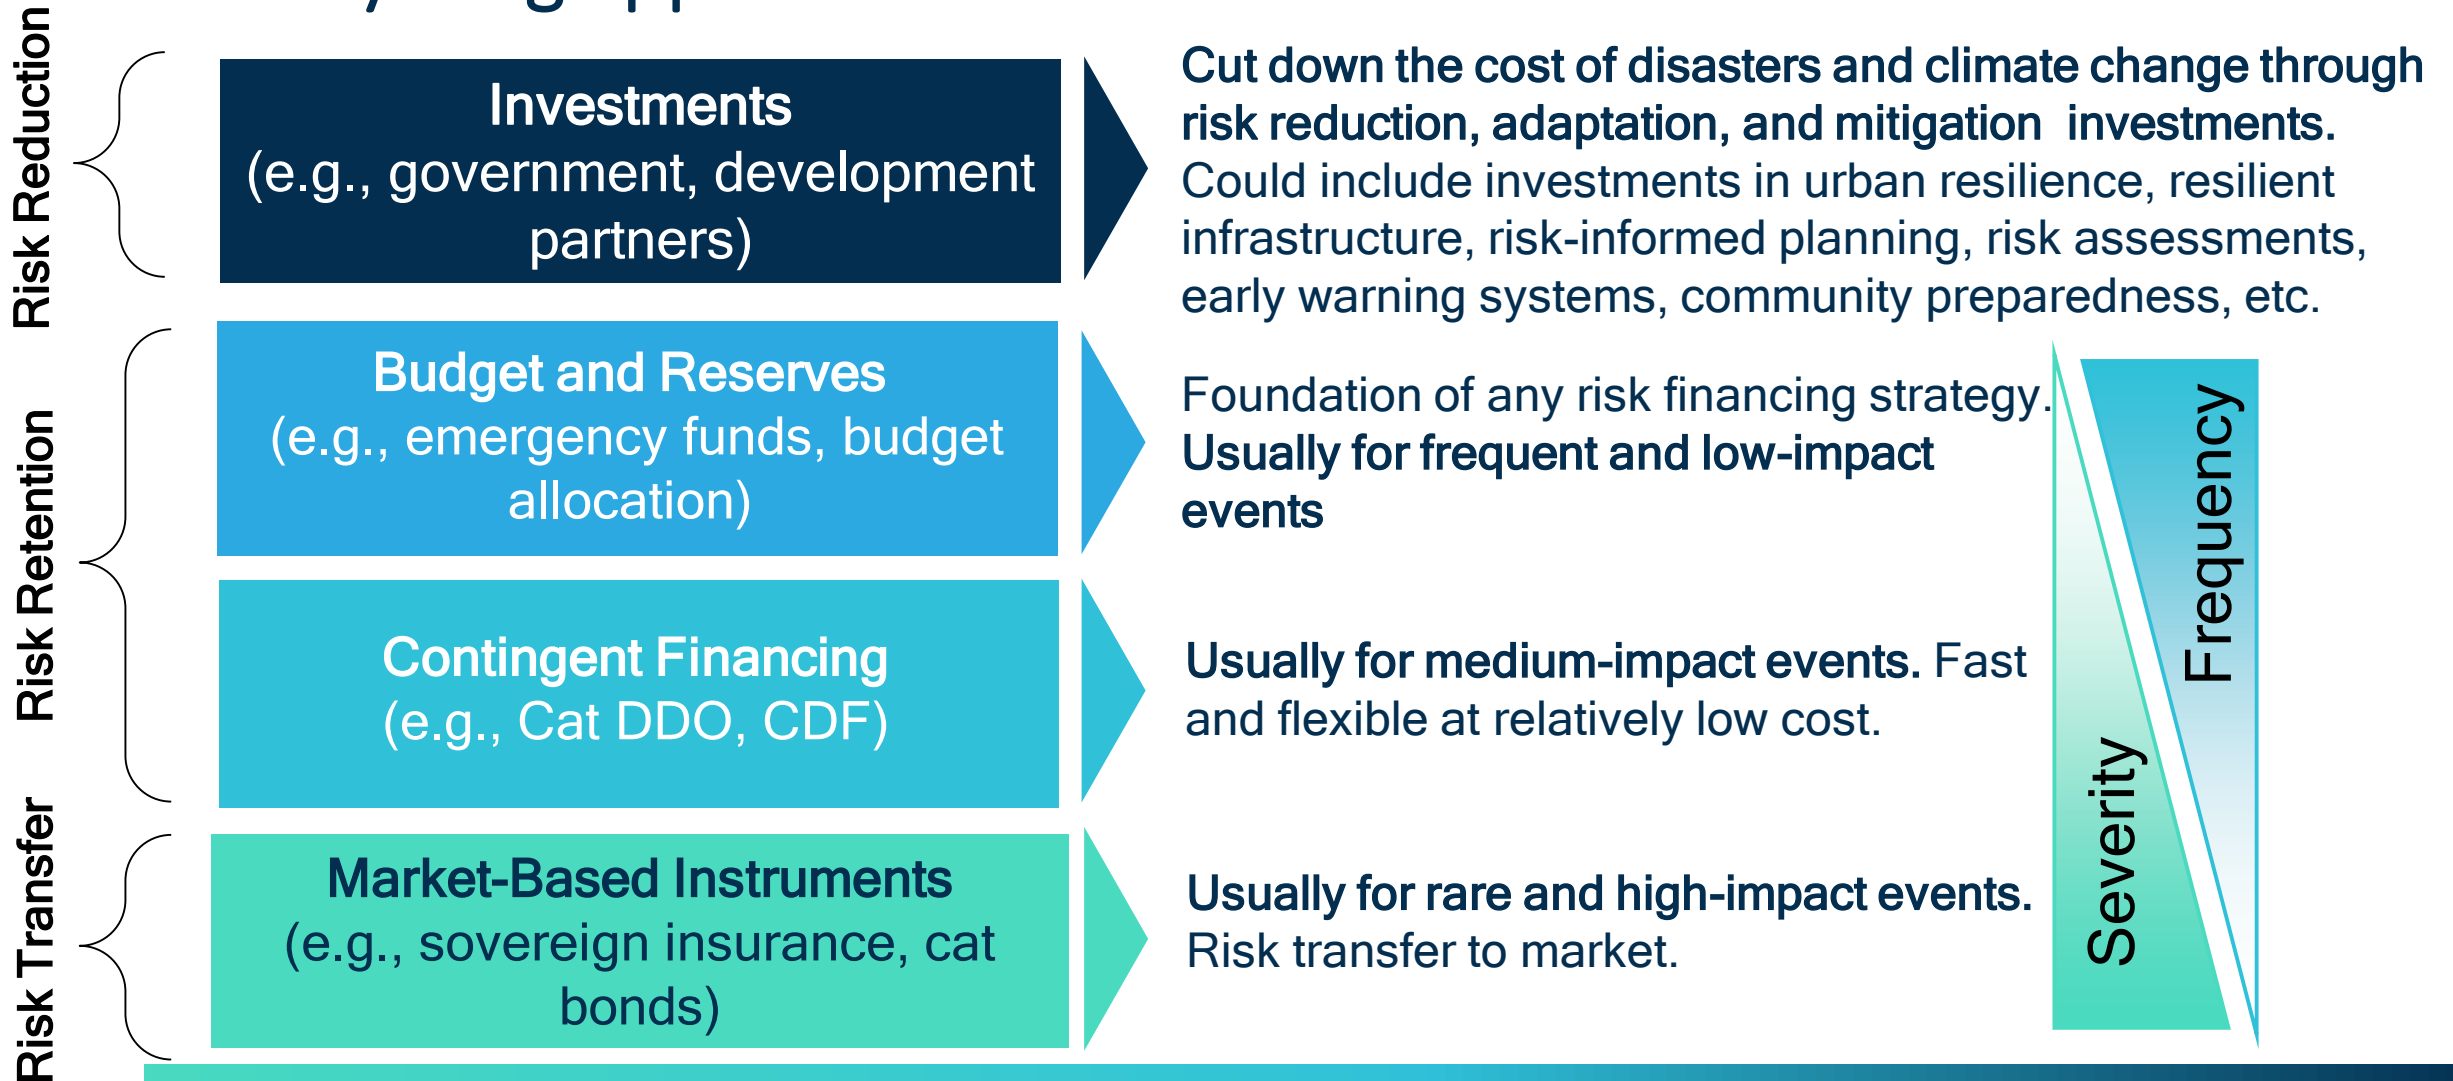 Risk Reduction
Investments
(e.g., government, development
partners)
Cut down the cost of disasters and climate change through
risk reduction, adaptation, and mitigation investments.
Could include investments in urban resilience, resilient
infrastructure, risk-informed planning, risk assessments,
early warning systems, community preparedness, etc.
Risk Retention
Budget and Reserves
(e.g., emergency funds, budget
allocation)
Foundation of any risk financing strategy.
Usually for frequent and low-impact
events
Contingent Financing
(e.g., Cat DDO, CDF)
Usually for medium-impact events. Fast
and flexible at relatively low cost.
Risk Transfer
Market-Based Instruments
(e.g., sovereign insurance, cat
bonds)
Usually for rare and high-impact events.
Risk transfer to market.
Severity
Frequency